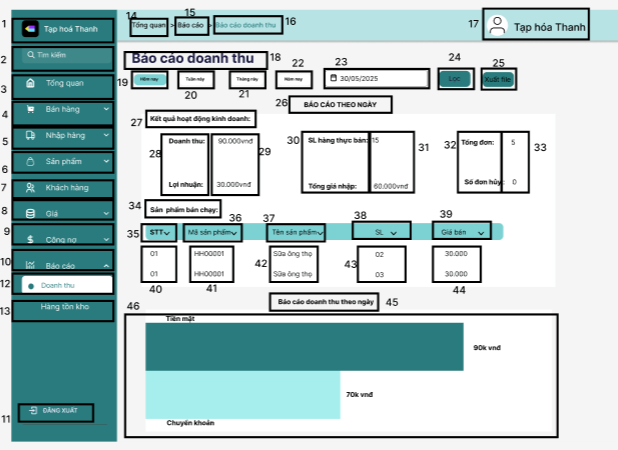 1 Tạp hoá Thanh
14 Tổng quan > 15 Báo cáo > Báo cáo doanh thu 16
17 Tạp hóa Thanh
2 Tìm kiếm
3 Tổng quan
4 Bán hàng
5 Nhập hàng
6 Sản phẩm
7 Khách hàng
8 Giá
9 Công nợ
10 Báo cáo
12 Doanh thu
13 Hàng tồn kho
11 ĐĂNG XUẤT
Báo cáo doanh thu 18
19 Hôm nay
Tuần này 20
Tháng này 21
22 Hôm nay
23 30/05/2025
24 Lọc
25 Xuất file
26 BÁO CÁO THEO NGÀY
27 Kết quả hoạt động kinh doanh:
28 Doanh thu: 90.000vnđ 29
Lợi nhuận: 30.000vnđ
30 SL hàng thực bán: 15 31
Tổng giá nhập: 60.000vnđ
32 Tổng đơn: 5 33
Số đơn hủy: 0
34 Sản phẩm bán chạy:
36 37 38 39
35 STT Mã sản phẩm Tên sản phẩm SL Giá bán
01 HH00001 Sữa ông thọ 02 30.000
42 43
01 HH00001 Sữa ông thọ 03 30.000
40 41 44
Báo cáo doanh thu theo ngày 45
46
Tiền mặt
90k vnđ
70k vnđ
Chuyển khoản